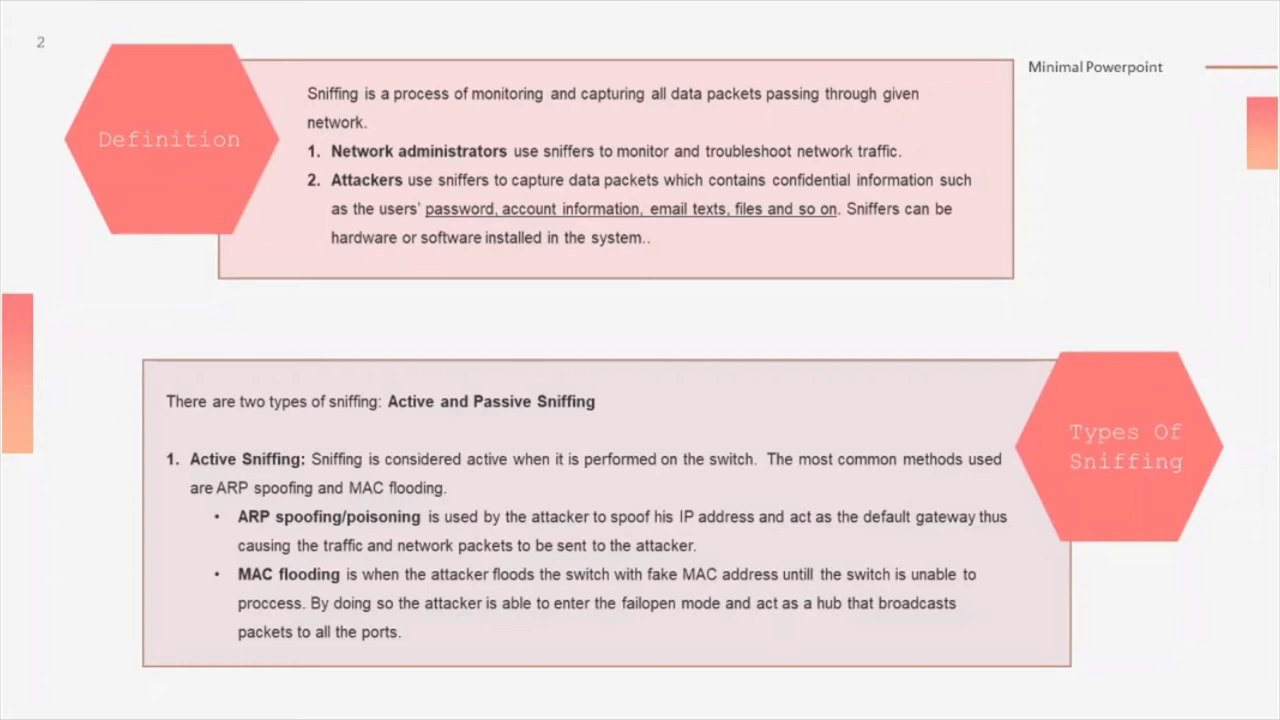 2
Minimal Powerpoint
Definition
Sniffing is a process of monitoring and capturing all data packets passing through given
network.
1. Network administrators use sniffers to monitor and troubleshoot network traffic.
2. Attackers use sniffers to capture data packets which contains confidential information such
as the users’ password, account information, email texts, files and so on. Sniffers can be
hardware or software installed in the system..
There are two types of sniffing: Active and Passive Sniffing
1. Active Sniffing: Sniffing is considered active when it is performed on the switch. The most common methods used
are ARP spoofing and MAC flooding.
• ARP spoofing/poisoning is used by the attacker to spoof his IP address and act as the default gateway thus
causing the traffic and network packets to be sent to the attacker.
• MAC flooding is when the attacker floods the switch with fake MAC address untill the switch is unable to
proccess. By doing so the attacker is able to enter the failopen mode and act as a hub that broadcasts
packets to all the ports.
Types Of
Sniffing